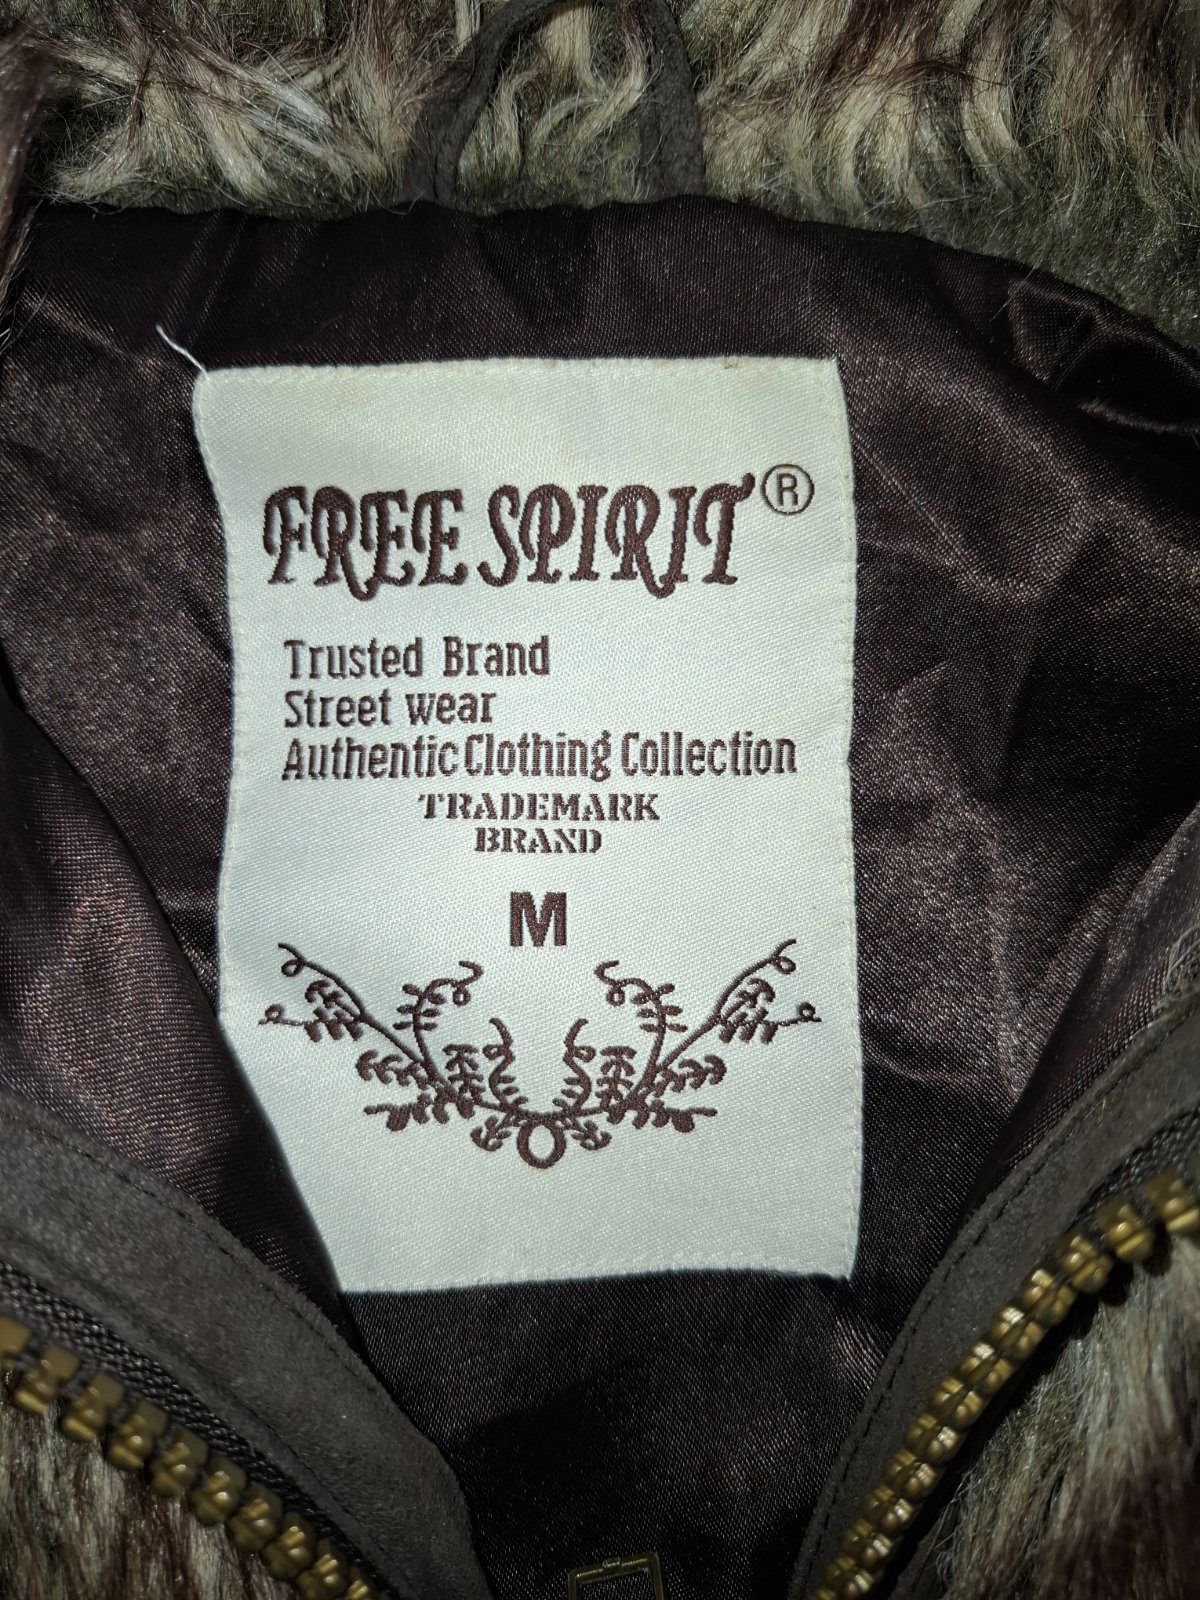 FREE SPIRIT®
Trusted Brand
Street wear
Authentic Clothing Collection
TRADEMARK
BRAND
M